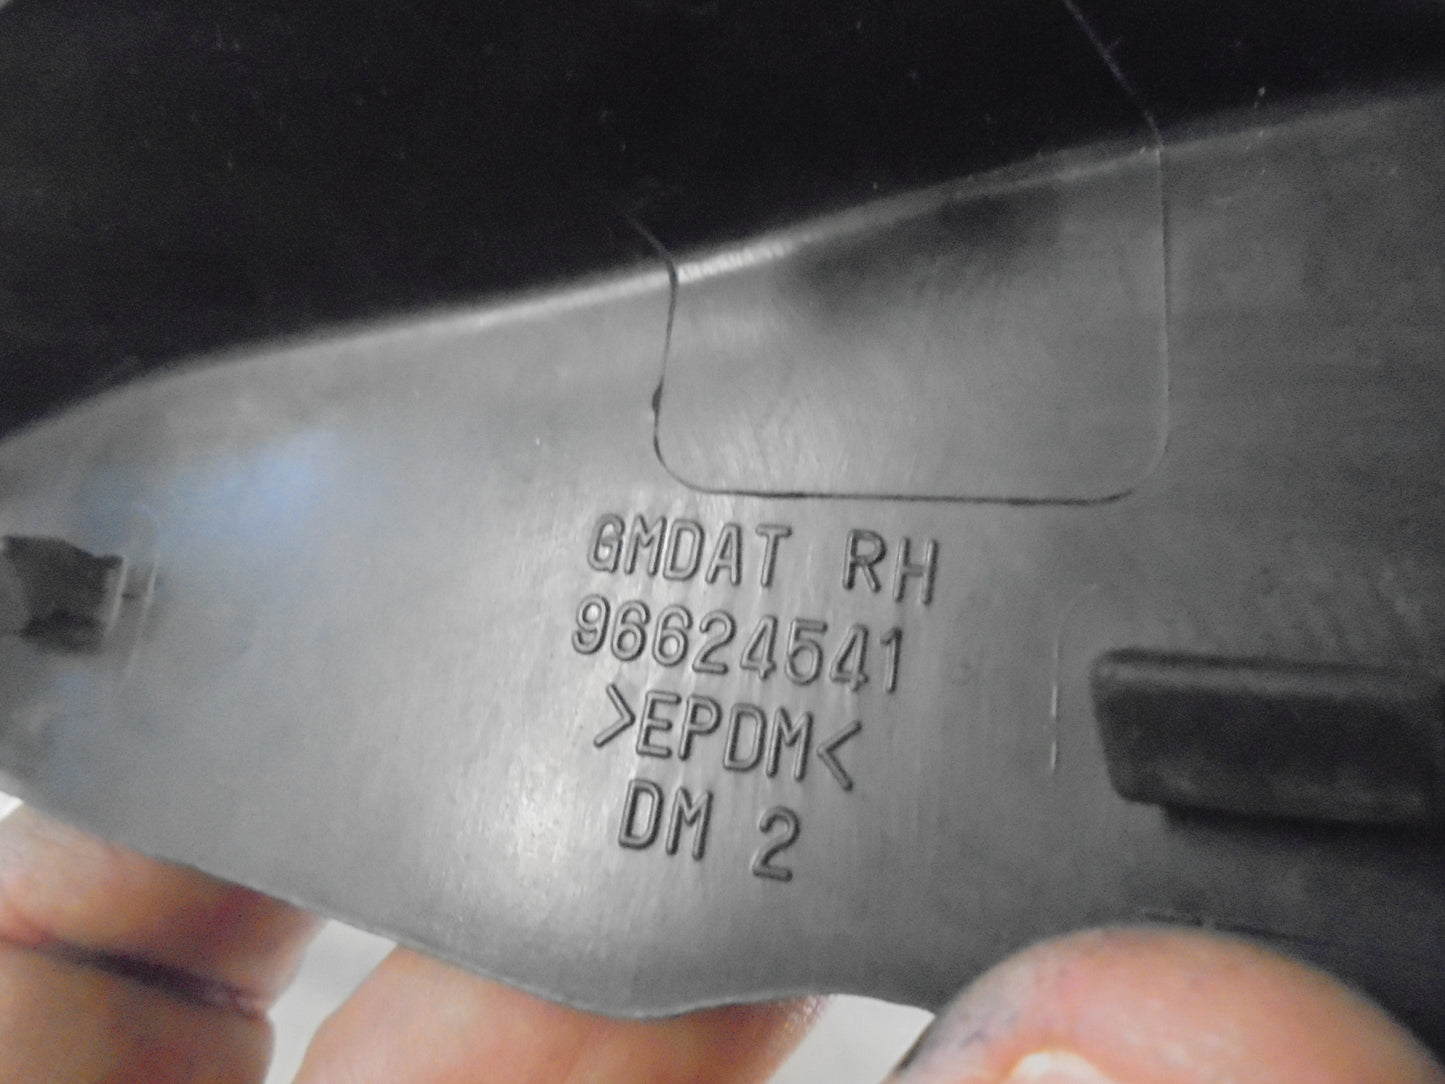 GMDAT RH
96624541
>EPDM<
DM 2